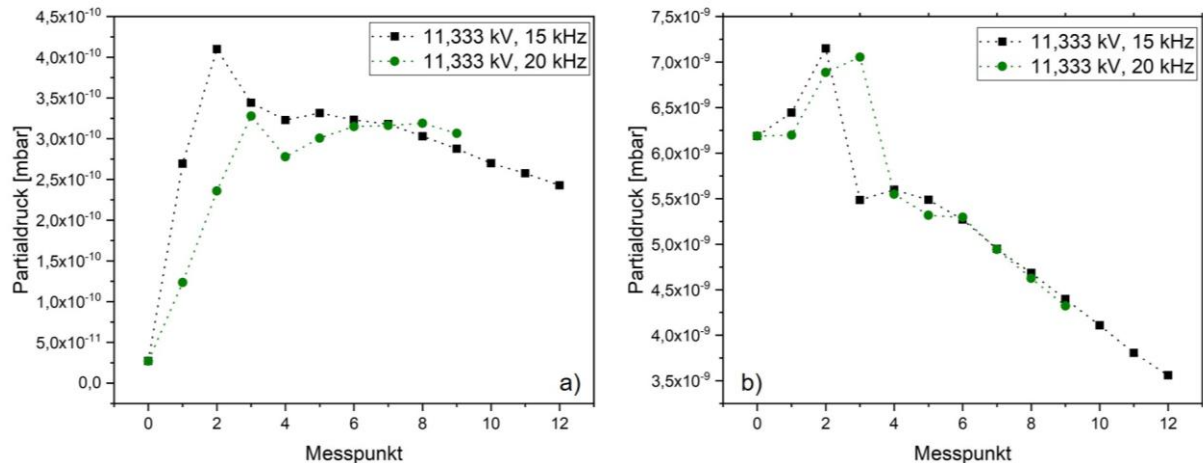 4,5x10⁻¹⁰
4,0x10⁻¹⁰
3,5x10⁻¹⁰
3,0x10⁻¹⁰
2,5x10⁻¹⁰
2,0x10⁻¹⁰
1,5x10⁻¹⁰
1,0x10⁻¹⁰
5,0x10⁻¹¹
0,0
Partialdruck [mbar]
11,333 kV, 15 kHz
11,333 kV, 20 kHz
a)
0 2 4 6 8 10 12
Messpunkt
7,5x10⁻⁹
7,0x10⁻⁹
6,5x10⁻⁹
6,0x10⁻⁹
5,5x10⁻⁹
5,0x10⁻⁹
4,5x10⁻⁹
4,0x10⁻⁹
3,5x10⁻⁹
Partialdruck [mbar]
11,333 kV, 15 kHz
11,333 kV, 20 kHz
b)
0 2 4 6 8 10 12
Messpunkt